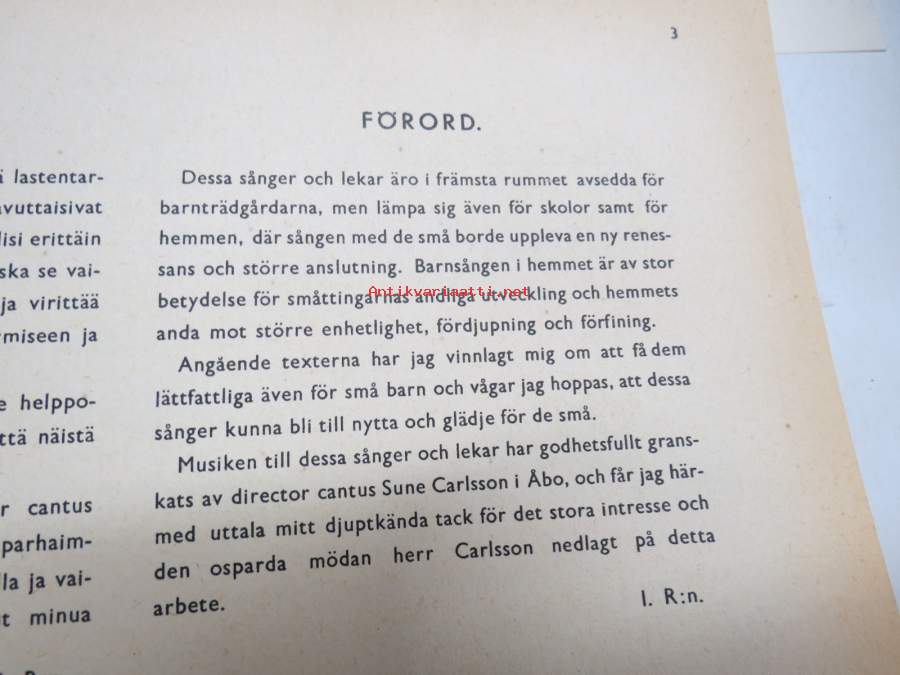 3
lastentar-
avuttaisivat
lisi erittäin
ska se vai-
ja virittää
miseen ja
helppo-
ttä näistä
r cantus
parhaim-
lla ja vai-
t minua
FÖRORD.
Dessa sånger och lekar äro i främsta rummet avsedda för
barnträdgårdarna, men lämpa sig även för skolor samt för
hemmen, där sången med de små borde uppleva en ny renes-
sans och större anslutning. Barnsången i hemmet är av stor
betydelse för småttingarnas andliga utveckling och hemmets
anda mot större enhetlighet, fördjupning och förfining.
Angående texterna har jag vinnlagt mig om att få dem
lättfattliga även för små barn och vågar jag hoppas, att dessa
sånger kunna bli till nytta och glädje för de små.
Musiken till dessa sånger och lekar har godhetsfullt grans-
kats av director cantus Sune Carlsson i Åbo, och får jag här-
med uttala mitt djuptkända tack för det stora intresse och
den osparda mödan herr Carlsson nedlagt på detta
arbete.
I. R:n.
Antikvariaatti.net